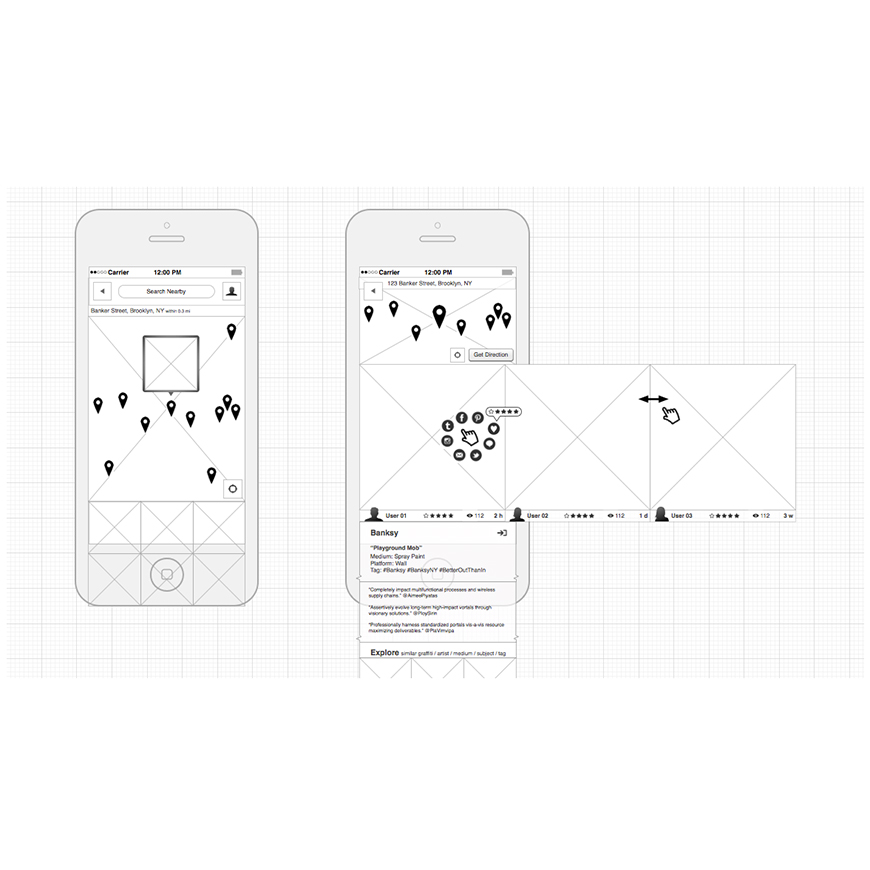 Carrier 12:00 PM
Search Nearby
Banker Street, Brooklyn, NY within 0.3 mi
Carrier 12:00 PM
123 Banker Street, Brooklyn, NY
Get Direction
User 01 112 2 h
User 02 112 1 d
User 03 112 3 w
Banksy
"Playground Mob"
Medium: Spray Paint
Platform: Wall
Tag: #Banksy #BanksyNY #BetterOutThanIn
"Completely impact multifunctional processes and wireless
supply chains."
"Assertively evolve long-term high-impact vortals through
visionary solutions."
"Professionally harness standardized portals vis-a-vis resource
maximizing deliverables."
Explore similar graffiti / artist / medium / subject / tag